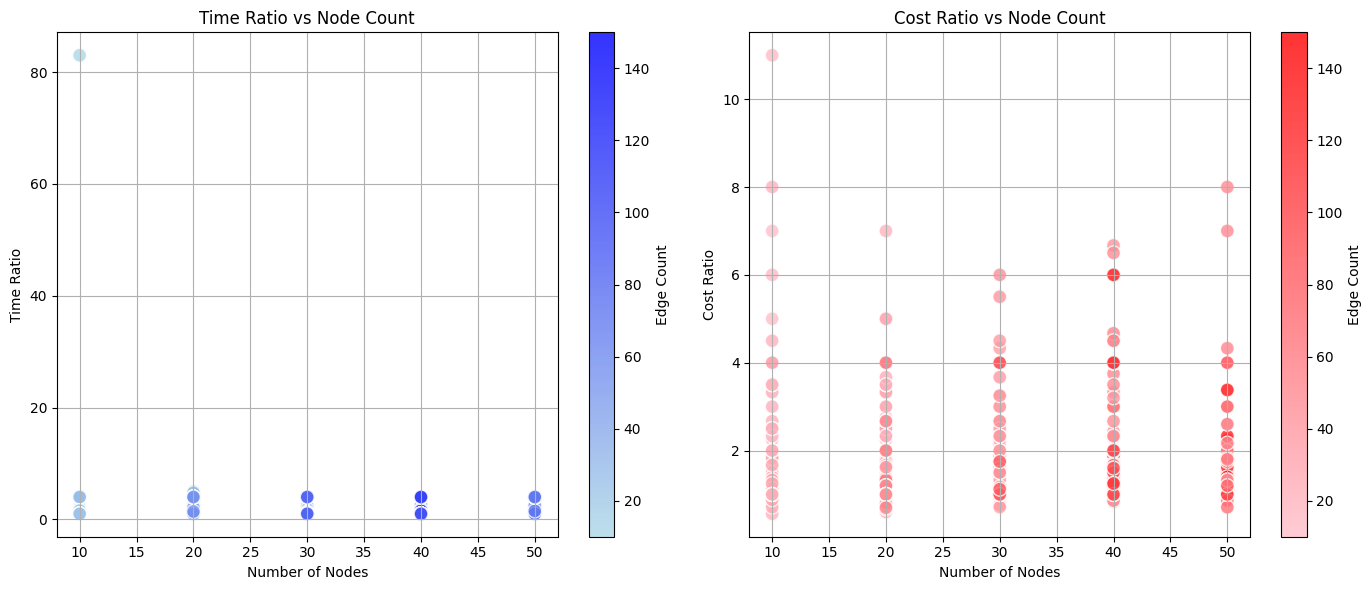 Time Ratio vs Node Count
Time Ratio
80
60
40
20
0
10 15 20 25 30 35 40 45 50
Number of Nodes
140
120
100
80
60
40
20
Edge Count
Cost Ratio vs Node Count
Cost Ratio
10
8
6
4
2
10 15 20 25 30 35 40 45 50
Number of Nodes
140
120
100
80
60
40
20
Edge Count